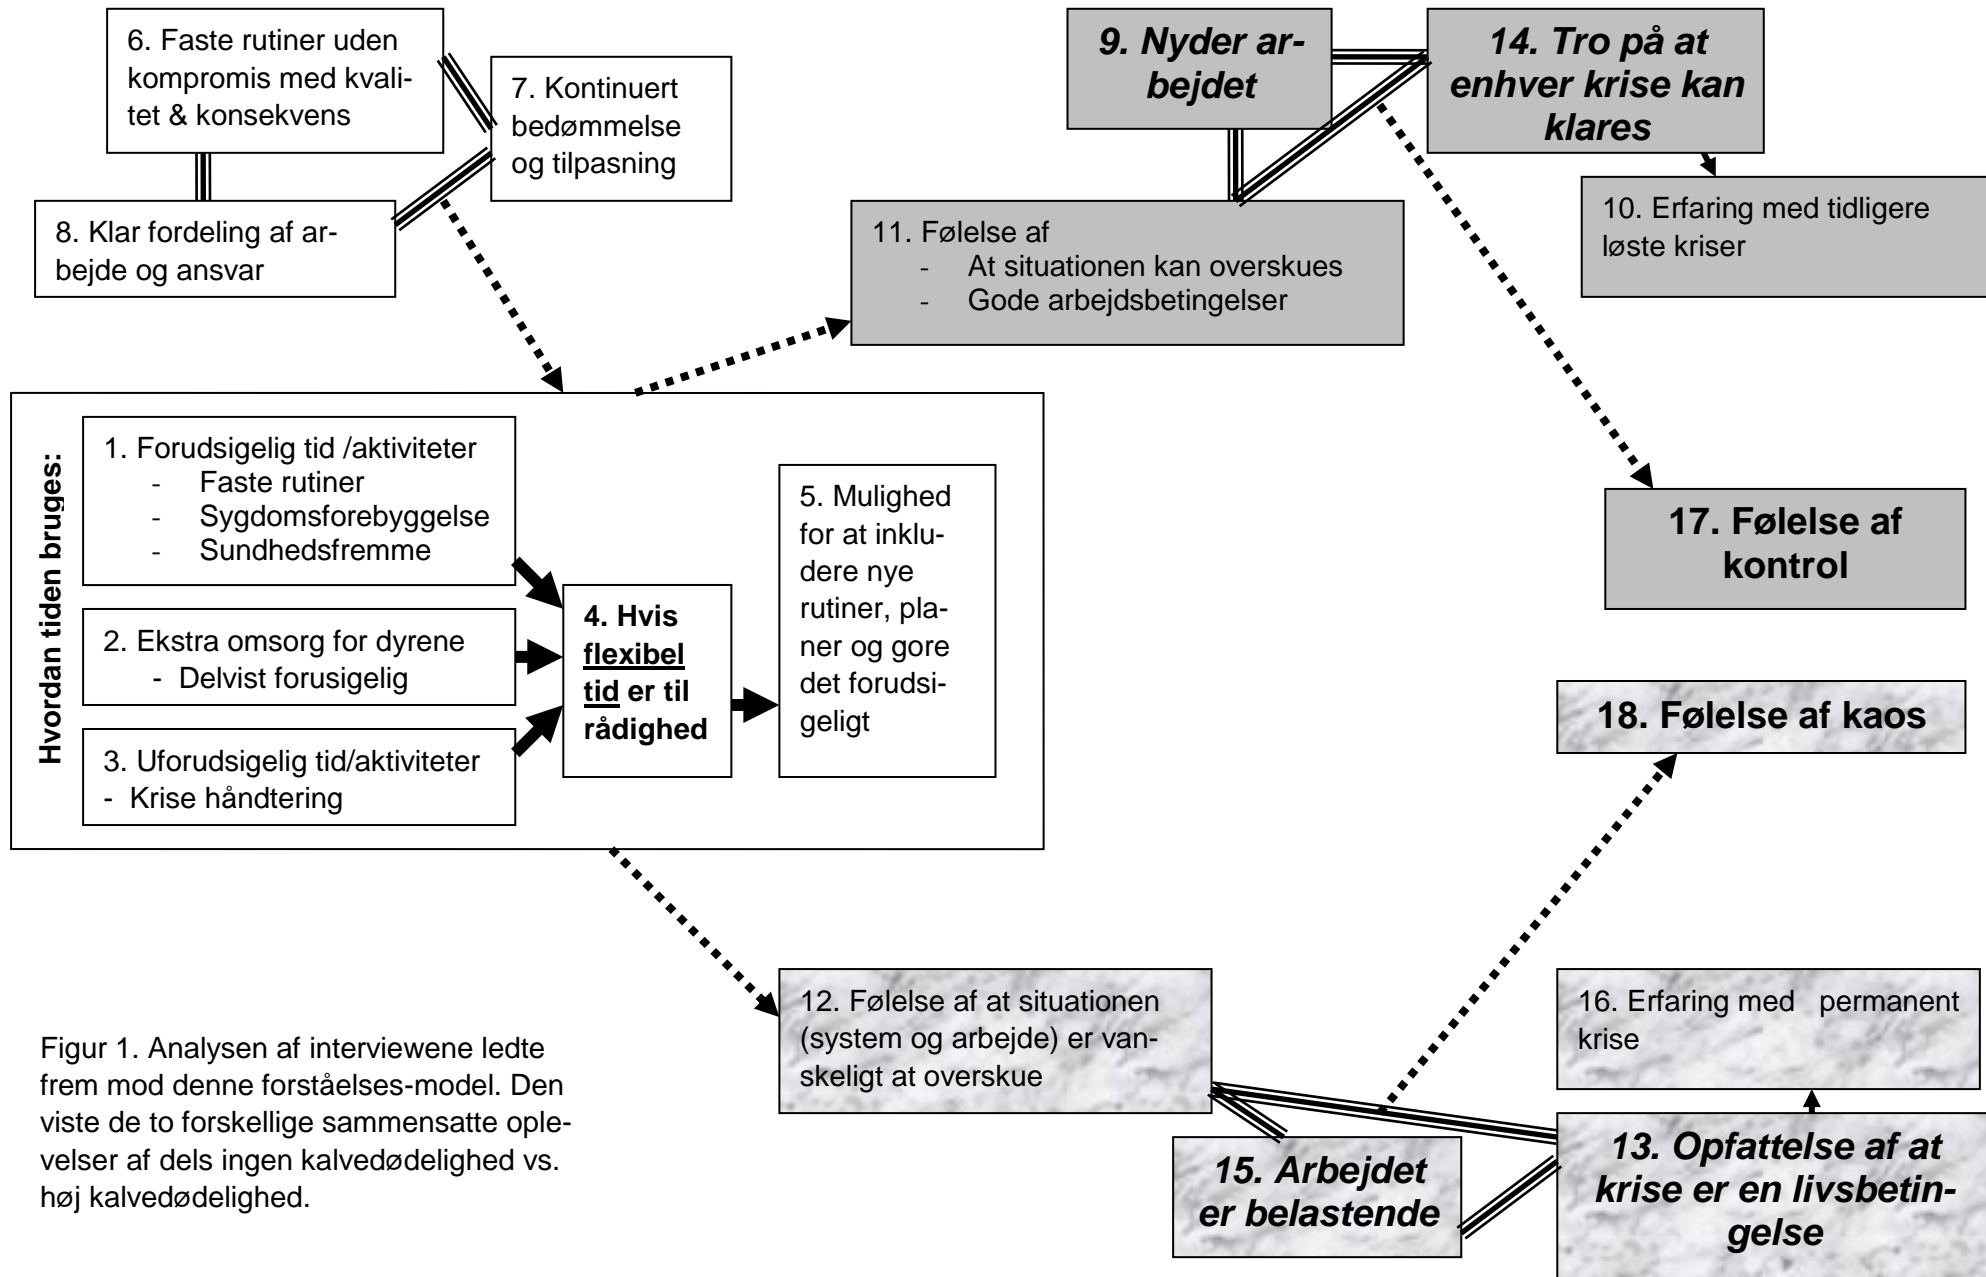 6. Faste rutiner uden
kompromis med kvali-
tet & konsekvens
7. Kontinuert
bedømmelse
og tilpasning
8. Klar fordeling af ar-
bejde og ansvar
9. Nyder ar-
bejdet
14. Tro på at
enhver krise kan
klares
10. Erfaring med tidligere
løste kriser
11. Følelse af
- At situationen kan overskues
- Gode arbejdsbetingelser
Hvordan tiden bruges:
1. Forudsigelig tid /aktiviteter
- Faste rutiner
- Sygdomsforebyggelse
- Sundhedsfremme
2. Ekstra omsorg for dyrene
- Delvist forusigelig
3. Uforudsigelig tid/aktiviteter
- Krise håndtering
4. Hvis
flexibel
tid er til
rådighed
5. Mulighed
for at inklu-
dere nye
rutiner, pla-
ner og gore
det forudsi-
geligt
17. Følelse af
kontrol
18. Følelse af kaos
12. Følelse af at situationen
(system og arbejde) er van-
skeligt at overskue
16. Erfaring med permanent
krise
15. Arbejdet
er belastende
13. Opfattelse af at
krise er en livsbetin-
gelse
Figur 1. Analysen af interviewene ledte
frem mod denne forståelses-model. Den
viste de to forskellige sammensatte ople-
velser af dels ingen kalvedødelighed vs.
høj kalvedødelighed.